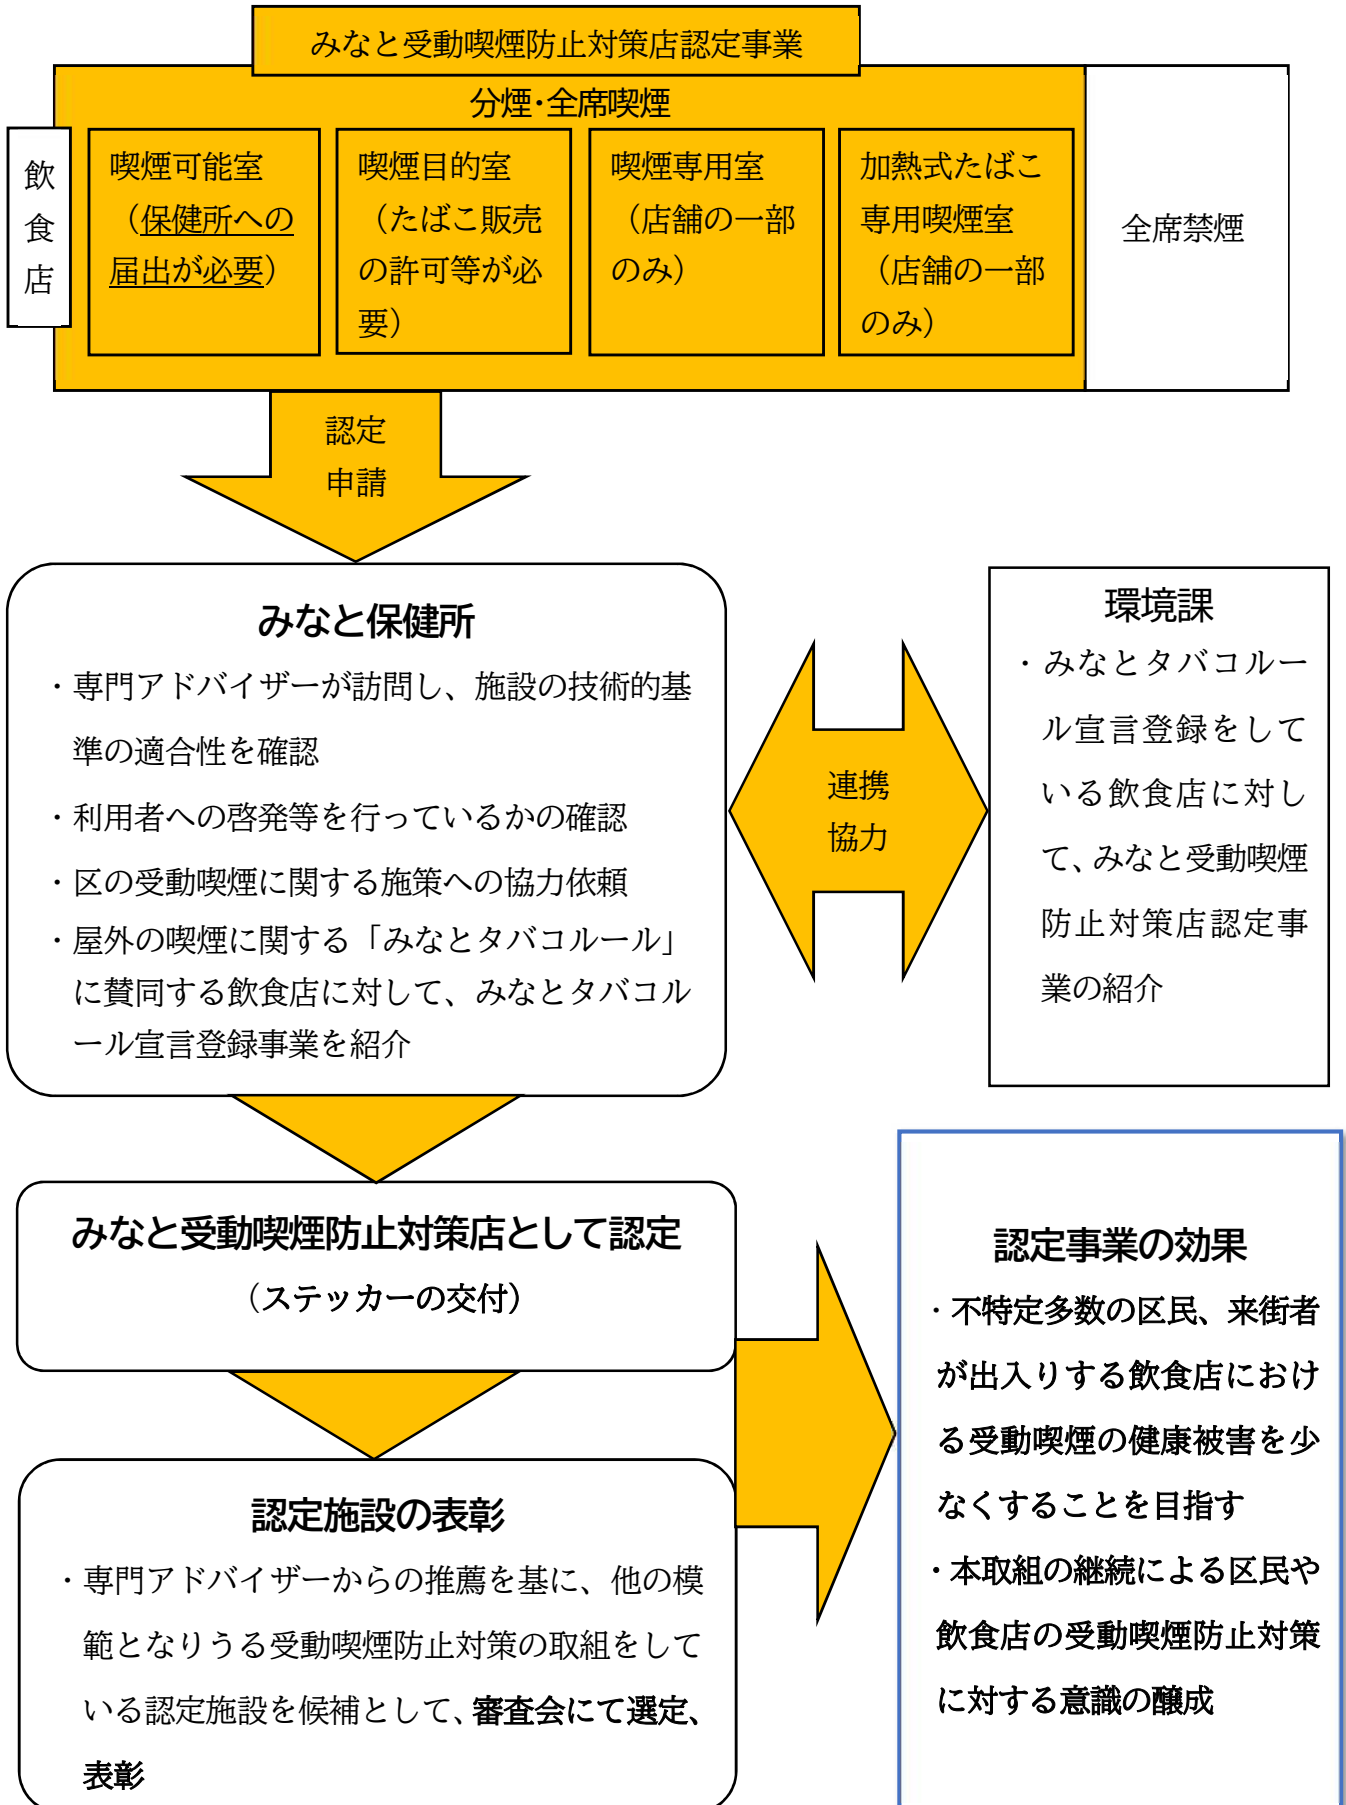 みなと受動喫煙防止対策店認定事業
分煙・全席喫煙
飲
食
店
喫煙可能室
（保健所への
届出が必要）
喫煙目的室
（たばこ販売
の許可等が必
要）
喫煙専用室
（店舗の一部
のみ）
加熱式たばこ
専用喫煙室
（店舗の一部
のみ）
全席禁煙
認定
申請
みなと保健所
・専門アドバイザーが訪問し、施設の技術的基
準の適合性を確認
・利用者への啓発等を行っているかの確認
・区の受動喫煙に関する施策への協力依頼
・屋外の喫煙に関する「みなとタバコルール」
に賛同する飲食店に対して、みなとタバコル
ール宣言登録事業を紹介
連携
協力
環境課
・みなとタバコルー
ル宣言登録をして
いる飲食店に対し
て、みなと受動喫煙
防止対策店認定事
業の紹介
みなと受動喫煙防止対策店として認定
（ステッカーの交付）
認定施設の表彰
・専門アドバイザーからの推薦を基に、他の模
範となりうる受動喫煙防止対策の取組をして
いる認定施設を候補として、審査会にて選定、
表彰
認定事業の効果
・不特定多数の区民、来街者
が出入りする飲食店におけ
る受動喫煙の健康被害を少
なくすることを目指す
・本取組の継続による区民や
飲食店の受動喫煙防止対策
に対する意識の醸成